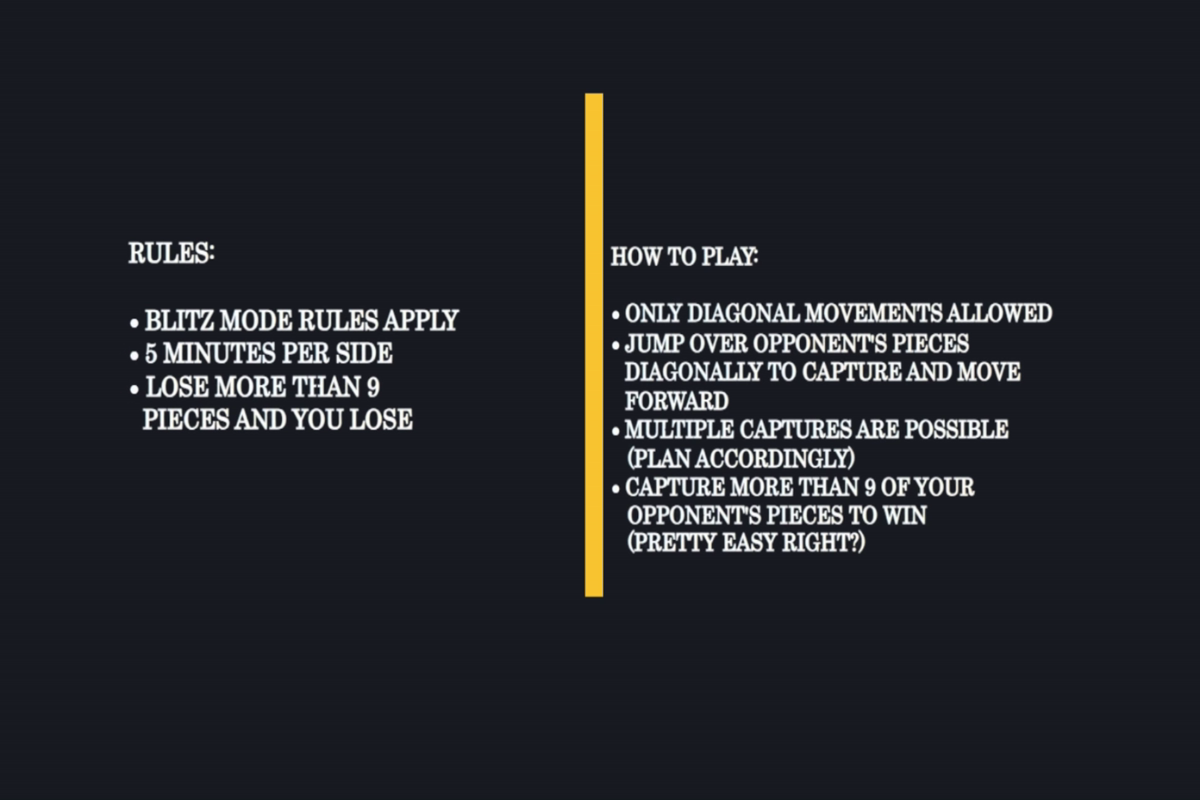 RULES:
• BLITZ MODE RULES APPLY
• 5 MINUTES PER SIDE
• LOSE MORE THAN 9
PIECES AND YOU LOSE
HOW TO PLAY:
• ONLY DIAGONAL MOVEMENTS ALLOWED
• JUMP OVER OPPONENT'S PIECES
DIAGONALLY TO CAPTURE AND MOVE
FORWARD
• MULTIPLE CAPTURES ARE POSSIBLE
(PLAN ACCORDINGLY)
• CAPTURE MORE THAN 9 OF YOUR
OPPONENT'S PIECES TO WIN
(PRETTY EASY RIGHT?)